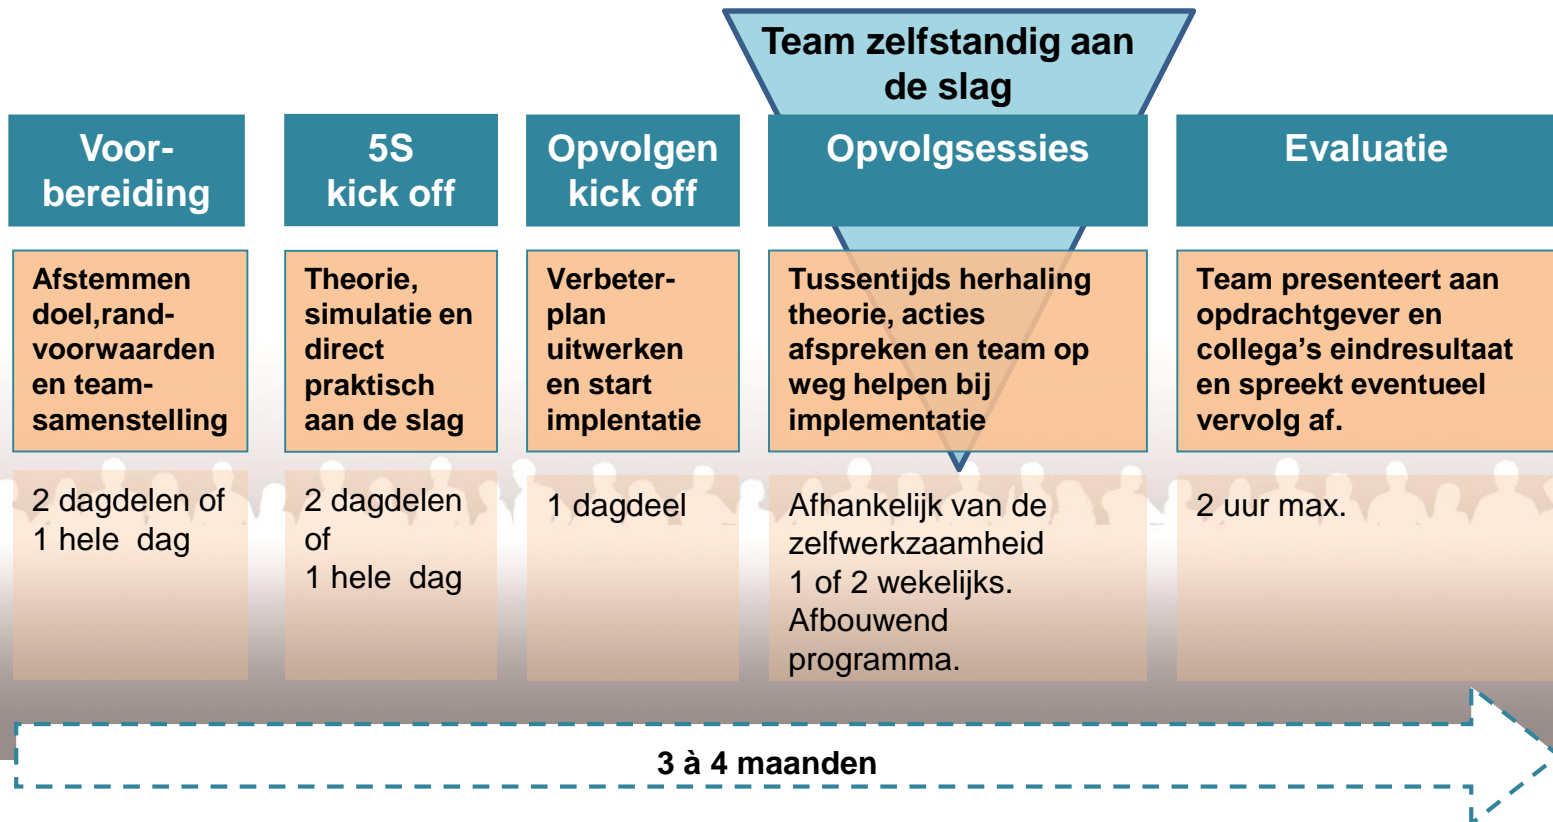 Team zelfstandig aan
de slag
Voor-
bereiding
5S
kick off
Opvolgen
kick off
Opvolgsessies
Evaluatie
Afstemmen
doel,rand-
voorwaarden
en team-
samenstelling
Theorie,
simulatie en
direct
praktisch
aan de slag
Verbeter-
plan
uitwerken
en start
implentatie
Tussentijds herhaling
theorie, acties
afspreken en team op
weg helpen bij
implementatie
Team presenteert aan
opdrachtgever en
collega’s eindresultaat
en spreekt eventueel
vervolg af.
2 dagdelen of
1 hele dag
2 dagdelen
of
1 hele dag
1 dagdeel
Afhankelijk van de
zelfwerkzaamheid
1 of 2 wekelijks.
Afbouwend
programma.
2 uur max.
3 à 4 maanden